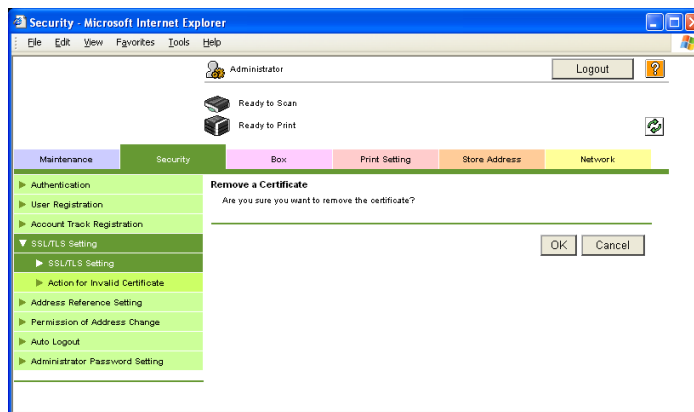 Security - Microsoft Internet Explorer
File Edit View Favorites Tools Help
Administrator
Logout
?
Ready to Scan
Ready to Print
Maintenance Security Box Print Setting Store Address Network
Authentication
User Registration
Account Track Registration
SSL/TLS Setting
SSL/TLS Setting
Action for Invalid Certificate
Address Reference Setting
Permission of Address Change
Auto Logout
Administrator Password Setting
Remove a Certificate
Are you sure you want to remove the certificate?
OK Cancel